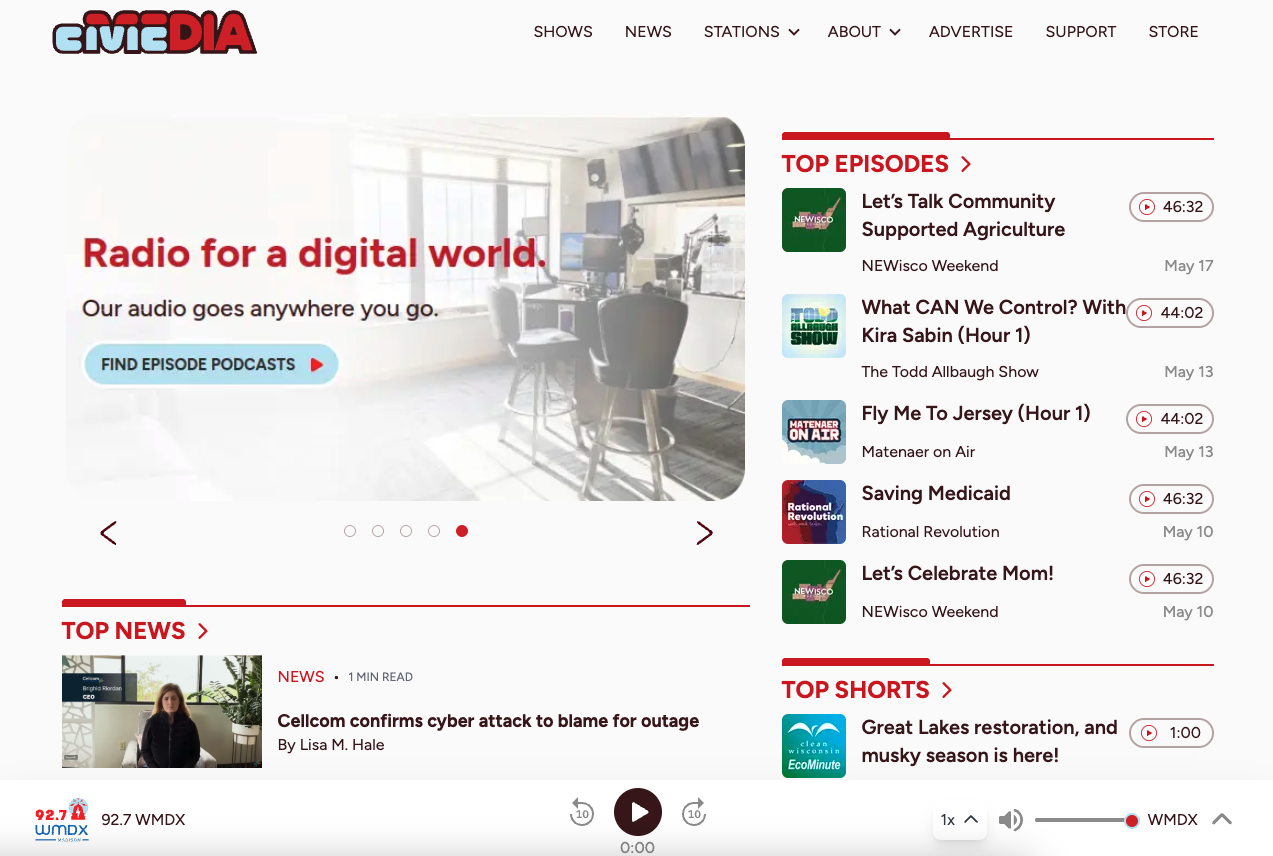 CIVIC MEDIA
SHOWS
NEWS
STATIONS
ABOUT
ADVERTISE
SUPPORT
STORE
Radio for a digital world.
Our audio goes anywhere you go.
FIND EPISODE PODCASTS
TOP EPISODES
NEWISCO
Let’s Talk Community
Supported Agriculture
46:32
NEWisco Weekend
May 17
TODD
ALLBAUGH
SHOW
What CAN We Control? With
Kira Sabin (Hour 1)
44:02
The Todd Allbaugh Show
May 13
MATENAER
ON AIR
Fly Me To Jersey (Hour 1)
44:02
Matenaer on Air
May 13
Rational
Revolution
Saving Medicaid
46:32
Rational Revolution
May 10
NEWISCO
Let’s Celebrate Mom!
46:32
NEWisco Weekend
May 10
TOP NEWS
Cellcom
Brighid Riordan
CEO
NEWS • 1 MIN READ
Cellcom confirms cyber attack to blame for outage
By Lisa M. Hale
TOP SHORTS
clean
wisconsin
EcoMinute
Great Lakes restoration, and
musky season is here!
1:00
92.7
WMDX
MADISON
92.7 WMDX
10
10
0:00
1x
WMDX